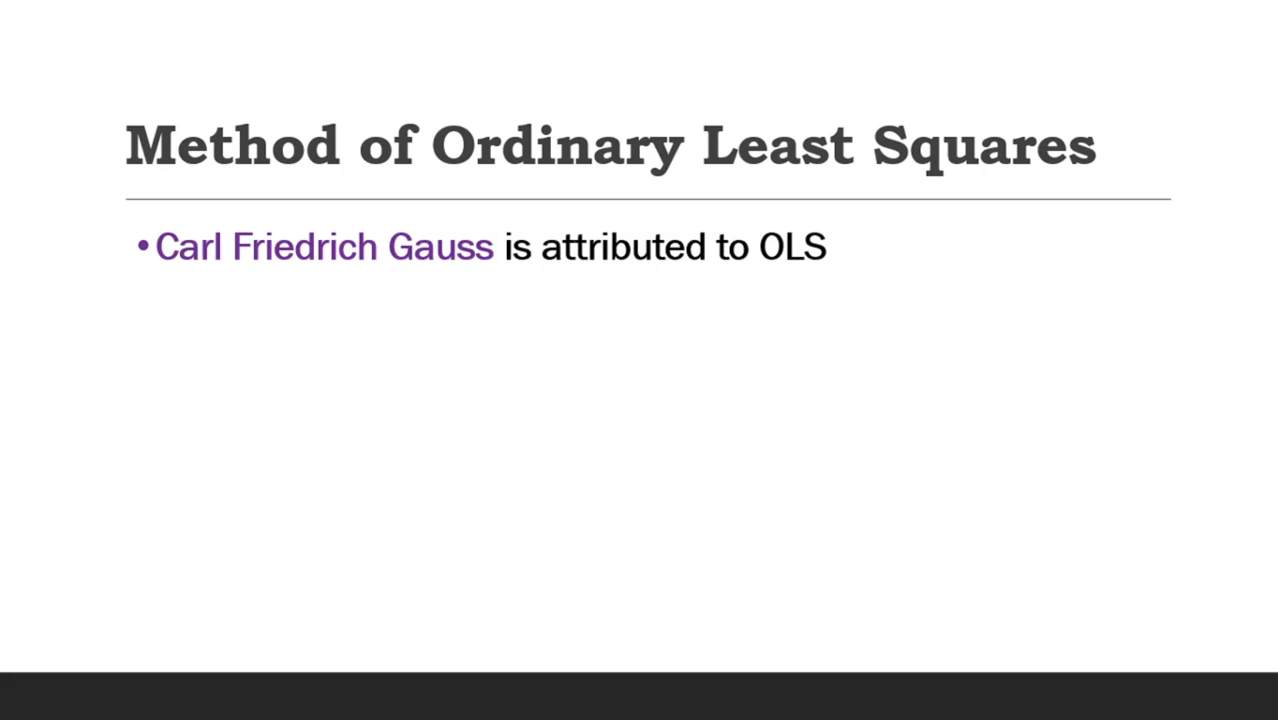 Method of Ordinary Least Squares
•Carl Friedrich Gauss is attributed to OLS